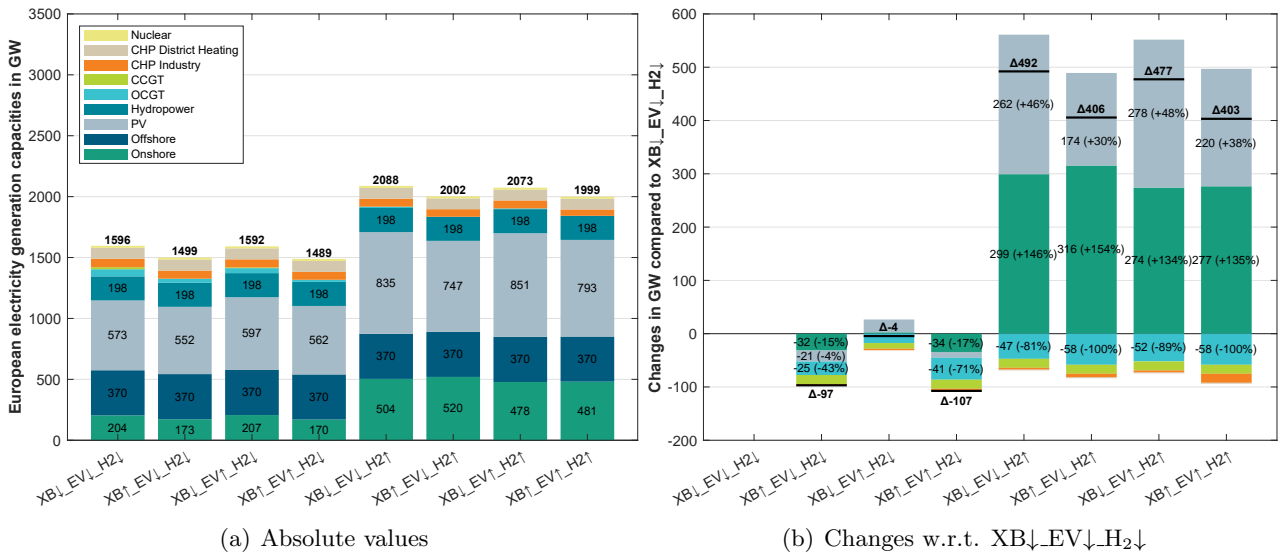 European electricity generation capacities in GW
3500
3000
2500
2000
1500
1000
500
0
Nuclear
CHP District Heating
CHP Industry
CCGT
OCGT
Hydropower
PV
Offshore
Onshore
1596 1499 1592 1489 2088 2002 2073 1999
198 198 198 198 198 198 198 198
573 552 597 562 835 747 851 793
370 370 370 370 370 370 370 370
204 173 207 170 504 520 478 481
XB↓_EV↓_H2↓
XB↑_EV↓_H2↓
XB↓_EV↑_H2↓
XB↑_EV↑_H2↓
XB↓_EV↓_H2↑
XB↑_EV↓_H2↑
XB↓_EV↑_H2↑
XB↑_EV↑_H2↑
(a) Absolute values
Changes in GW compared to XB↓_EV↓_H2↓
600
500
400
300
200
100
0
-100
-200
-32 (-15%)
-21 (-4%)
-25 (-43%)
Δ-97
Δ-4
-34 (-17%)
-41 (-71%)
Δ-107
Δ492
262 (+46%)
299 (+146%)
-47 (-81%)
Δ406
174 (+30%)
316 (+154%)
-58 (-100%)
Δ477
278 (+48%)
274 (+134%)
-52 (-89%)
Δ403
220 (+38%)
277 (+135%)
-58 (-100%)
XB↓_EV↓_H2↓
XB↑_EV↓_H2↓
XB↓_EV↑_H2↓
XB↑_EV↑_H2↓
XB↓_EV↓_H2↑
XB↑_EV↓_H2↑
XB↓_EV↑_H2↑
XB↑_EV↑_H2↑
(b) Changes w.r.t. XB↓_EV↓_H₂↓